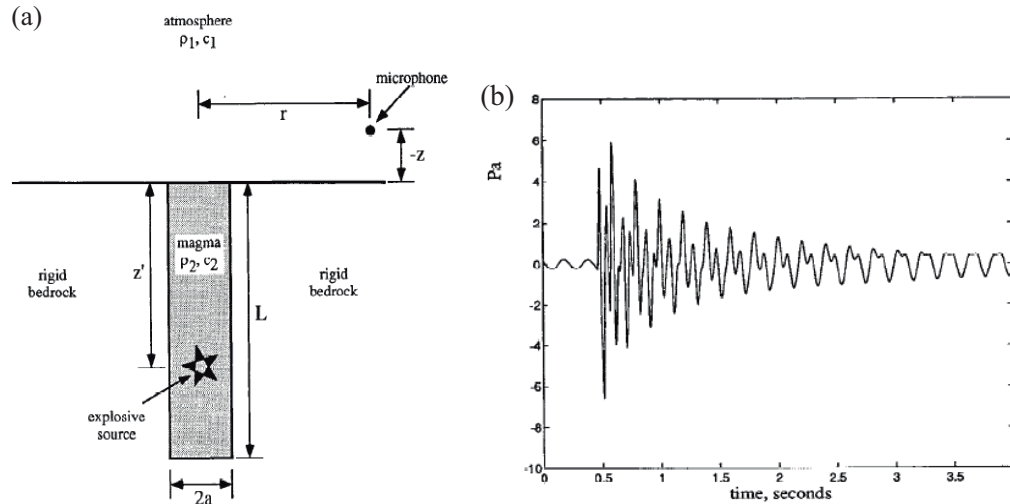 (a)
atmosphere
ρ₁, c₁
microphone
r
-z
z'
magma
ρ₂, c₂
rigid
bedrock
rigid
bedrock
L
explosive
source
2a
(b)
8
6
4
2
0
-2
-4
-6
-8
-10
Pa
0
0.5
1
1.5
2
2.5
3
3.5
time, seconds